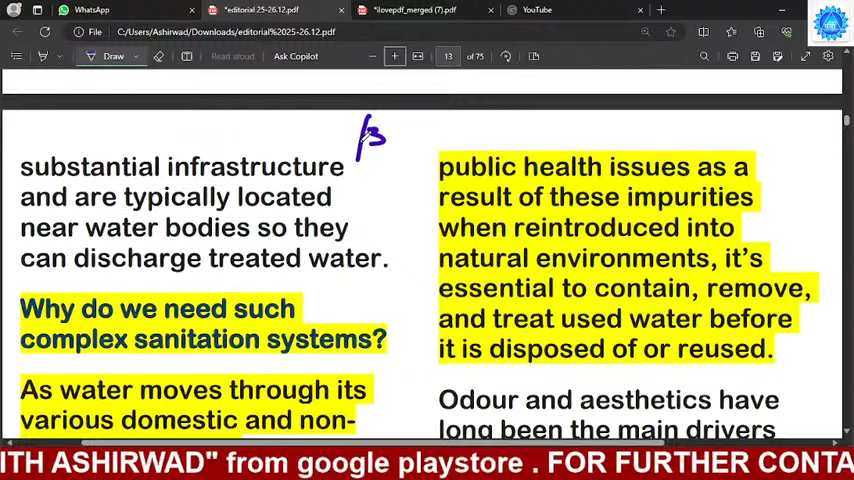 WhatsApp
*editorial 25-26.12.pdf
*ilovepdf_merged (7).pdf
YouTube
File
C:/Users/Ashirwad/Downloads/editorial%2025-26.12.pdf
Draw
Read aloud
Ask Copilot
13
of 75
substantial infrastructure
and are typically located
near water bodies so they
can discharge treated water.
Why do we need such
complex sanitation systems?
As water moves through its
various domestic and non-
public health issues as a
result of these impurities
when reintroduced into
natural environments, it's
essential to contain, remove,
and treat used water before
it is disposed of or reused.
Odour and aesthetics have
long been the main drivers
ITH ASHIRWAD" from google playstore . FOR FURTHER CONTA